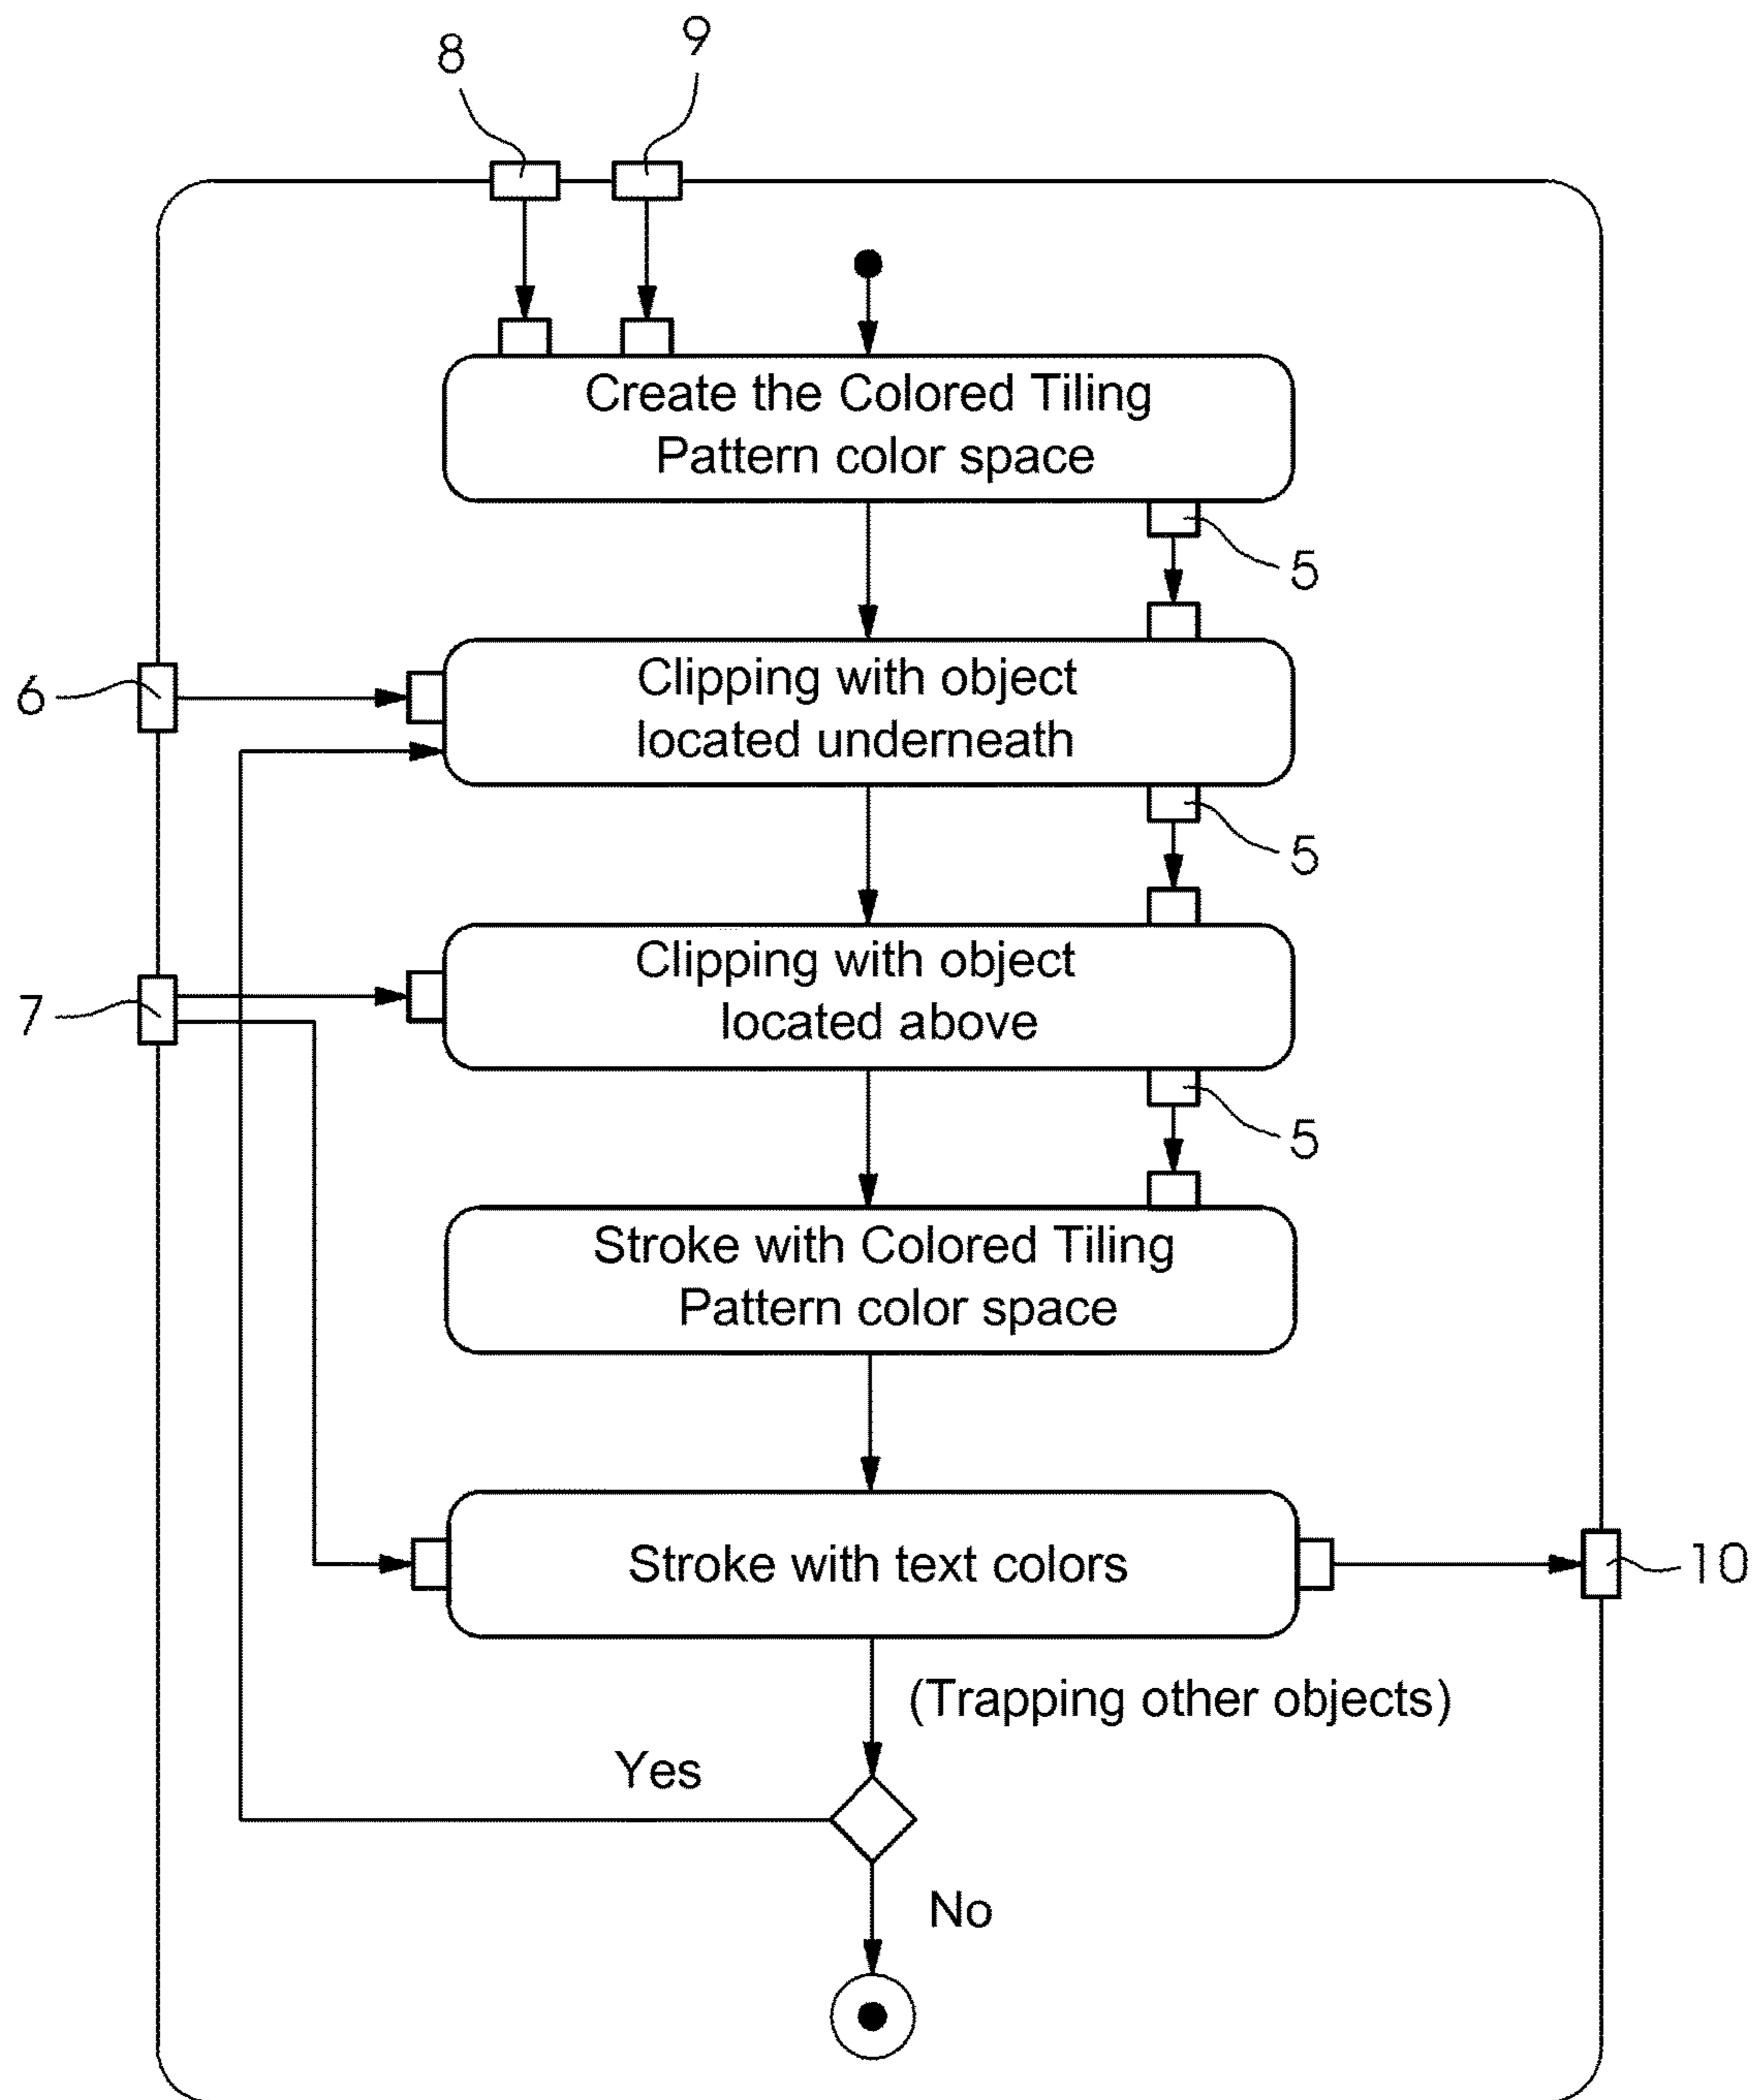 8
9
Create the Colored Tiling
Pattern color space
5
6
Clipping with object
located underneath
5
7
Clipping with object
located above
5
Stroke with Colored Tiling
Pattern color space
Stroke with text colors
10
(Trapping other objects)
Yes
No